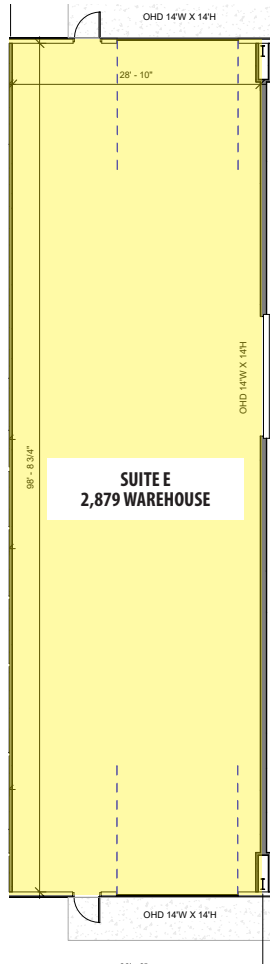 OHD 14'W X 14'H
28' - 10"
OHD 14'W X 14'H
98' - 8 3/4"
SUITE E
2,879 WAREHOUSE
OHD 14'W X 14'H